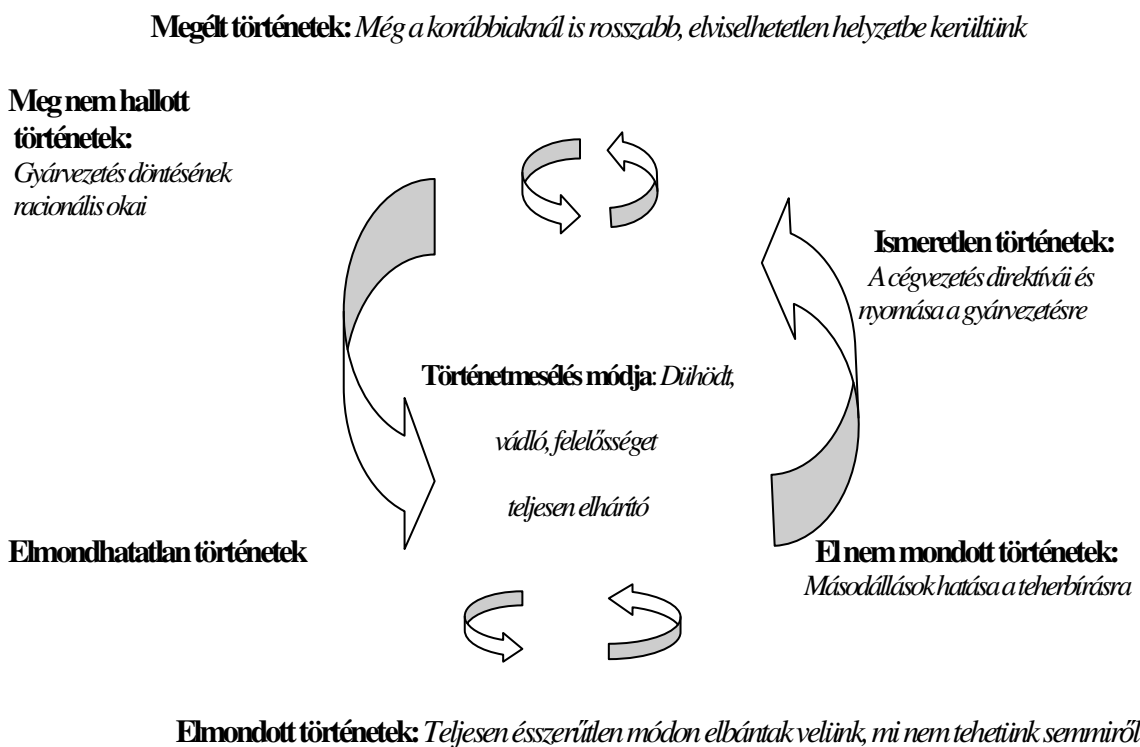 Megélt történetek: Még a korábbiaknál is rosszabb, elviselhetetlen helyzetbe kerültünk
Meg nem hallott
történetek:
Gyárvezetés döntésének
racionális okai
Ismeretlen történetek:
A cégvezetés direktívái és
nyomása a gyárvezetésre
Történetmesélés módja: Dühödt,
vádló, felelősséget
teljesen elhárító
Elmondhatatlan történetek
El nem mondott történetek:
Másodállások hatása a teherbírásra
Elmondott történetek: Teljesen ésszerűtlen módon elbántak velünk, mi nem tehetünk semmiről